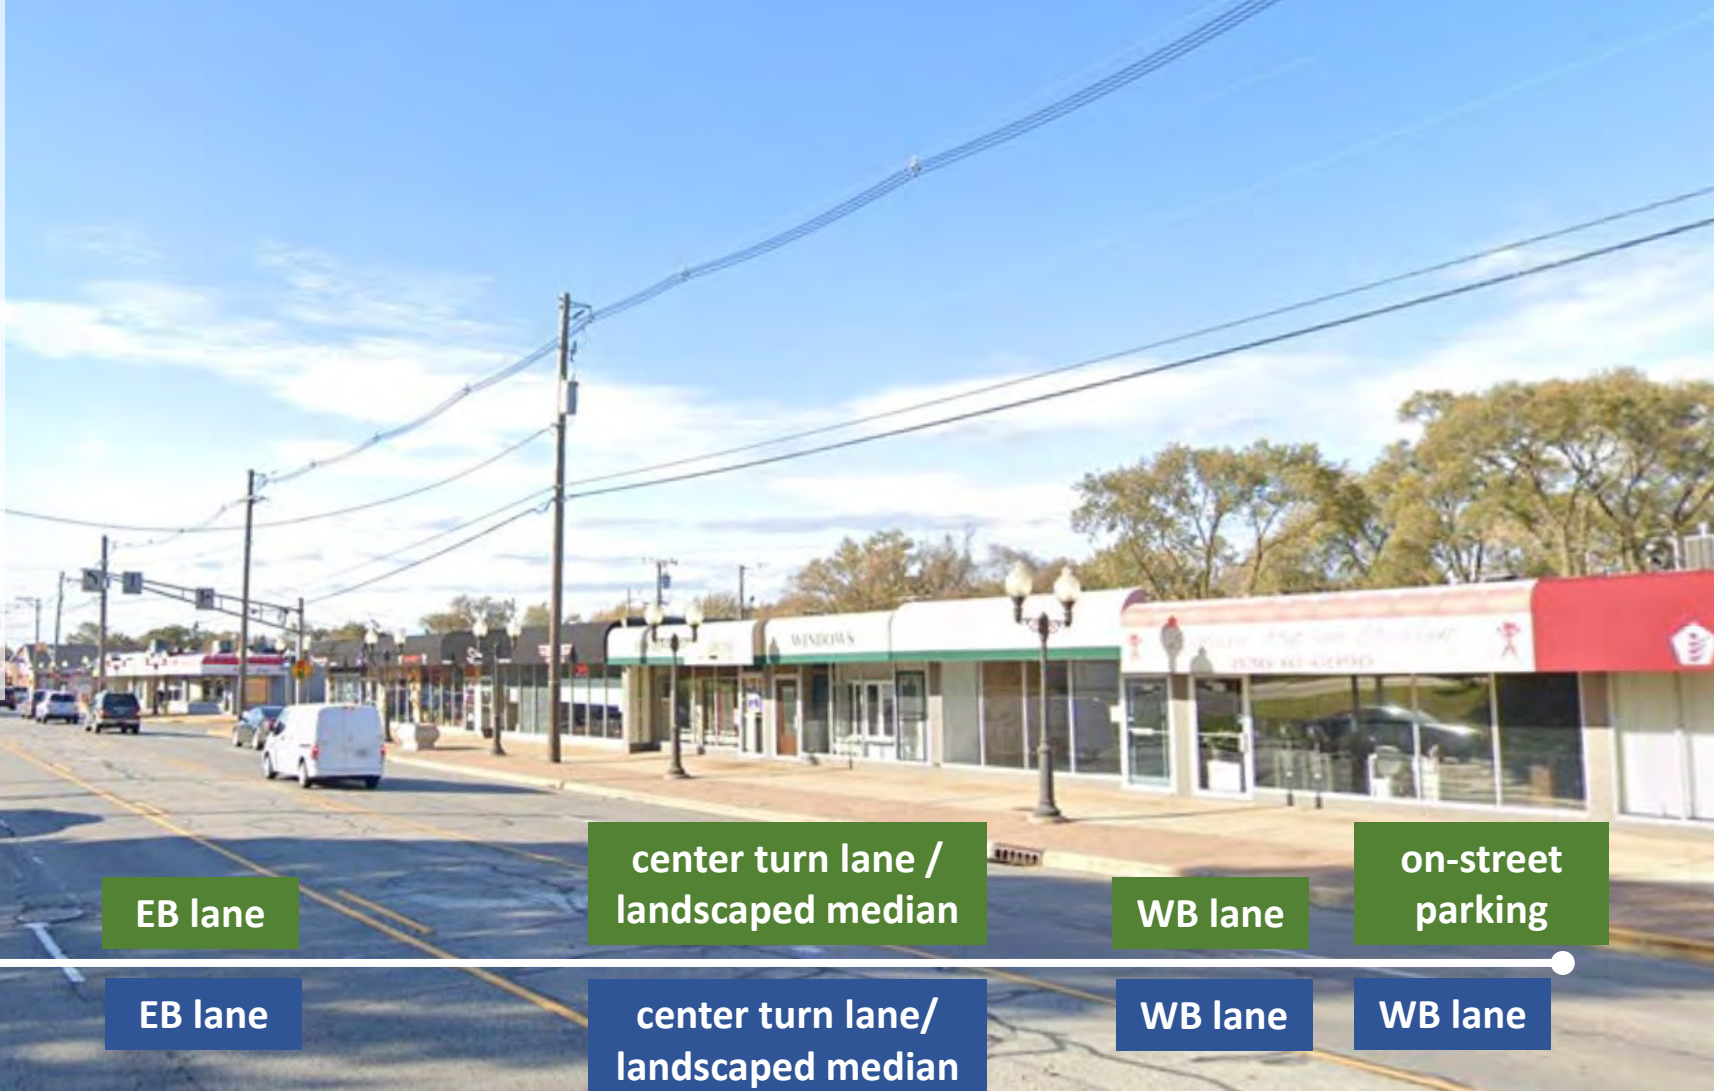 WINDOWS
center turn lane /
landscaped median
on-street
parking
EB lane
WB lane
EB lane
center turn lane/
landscaped median
WB lane
WB lane